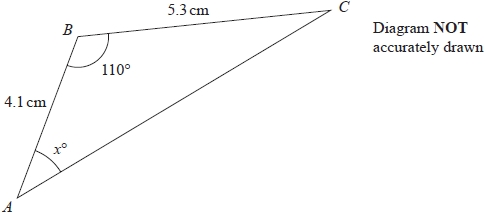 5.3 cm
C
B
Diagram NOT
accurately drawn
110°
4.1 cm
x°
A